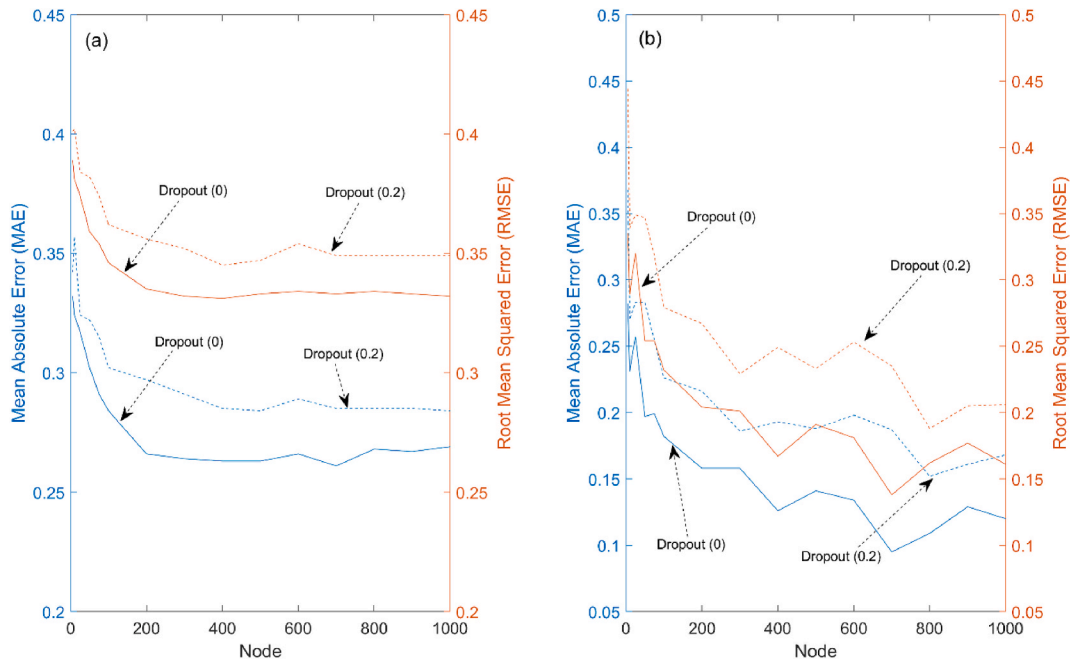 (a)
Mean Absolute Error (MAE)
0.45
0.4
0.35
0.3
0.25
0.2
Dropout (0)
Dropout (0.2)
Dropout (0)
Dropout (0.2)
0.45
0.4
0.35
0.3
0.25
0.2
Root Mean Squared Error (RMSE)
0 200 400 600 800 1000
Node
(b)
Mean Absolute Error (MAE)
0.5
0.45
0.4
0.35
0.3
0.25
0.2
0.15
0.1
0.05
Dropout (0)
Dropout (0.2)
Dropout (0)
Dropout (0.2)
0.5
0.45
0.4
0.35
0.3
0.25
0.2
0.15
0.1
0.05
Root Mean Squared Error (RMSE)
0 200 400 600 800 1000
Node